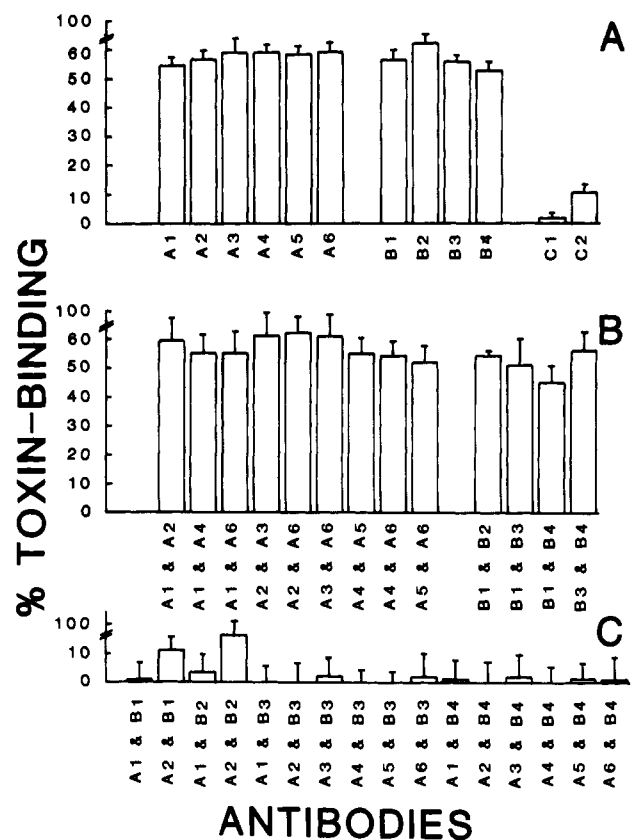 A
100
60
50
40
30
20
10
0
A1 A2 A3 A4 A5 A6 B1 B2 B3 B4 C1 C2
% TOXIN-BINDING
B
100
60
50
40
30
20
10
0
A1 & A2
A1 & A4
A1 & A6
A2 & A3
A2 & A6
A3 & A6
A4 & A5
A4 & A6
A5 & A6
B1 & B2
B1 & B3
B1 & B4
B3 & B4
C
100
10
0
A1 & B1
A2 & B1
A1 & B2
A2 & B2
A1 & B3
A2 & B3
A3 & B3
A4 & B3
A5 & B3
A6 & B3
A1 & B4
A2 & B4
A3 & B4
A4 & B4
A5 & B4
A6 & B4
ANTIBODIES